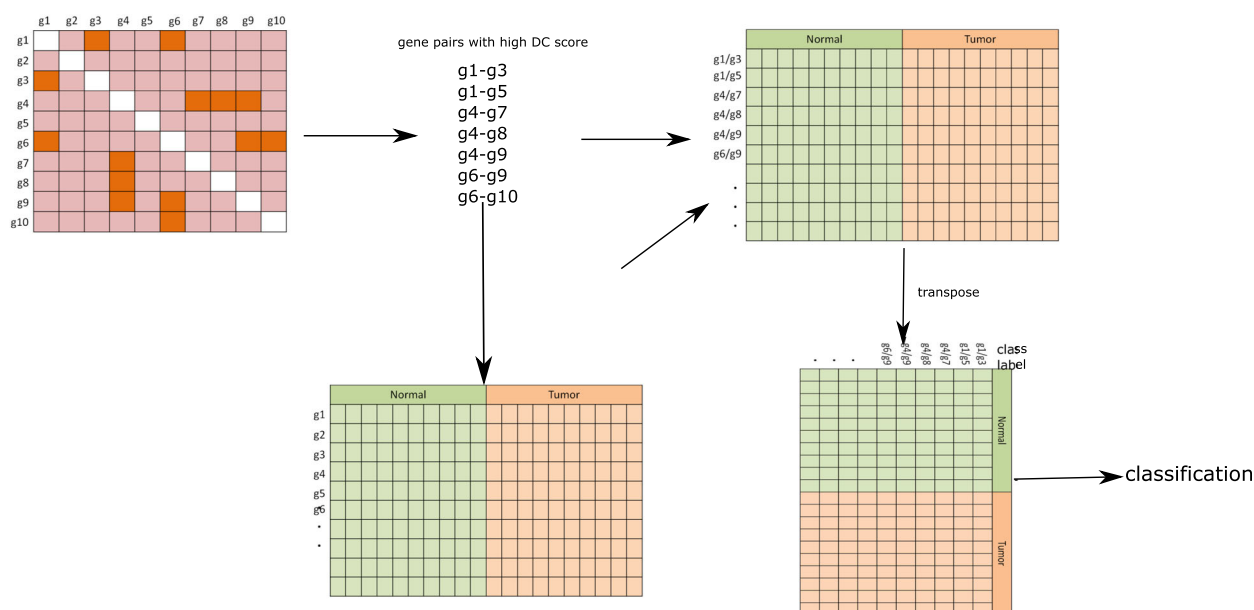 g1 g2 g3 g4 g5 g6 g7 g8 g9 g10
g1
g2
g3
g4
g5
g6
g7
g8
g9
g10
gene pairs with high DC score
g1-g3
g1-g5
g4-g7
g4-g8
g4-g9
g6-g9
g6-g10
Normal Tumor
g1/g3
g1/g5
g4/g7
g4/g8
g4/g9
g6/g9
.
.
.
transpose
Normal Tumor
g1
g2
g3
g4
g5
g6
.
.
.
. . . g6/g9 g4/g9 g4/g8 g4/g7 g1/g5 g1/g3
class
label
Normal
Tumor
classification